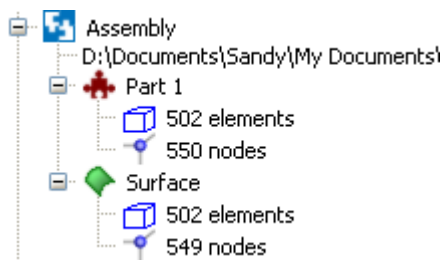 Assembly
D:\Documents\Sandy\My Documents\
Part 1
502 elements
550 nodes
Surface
502 elements
549 nodes